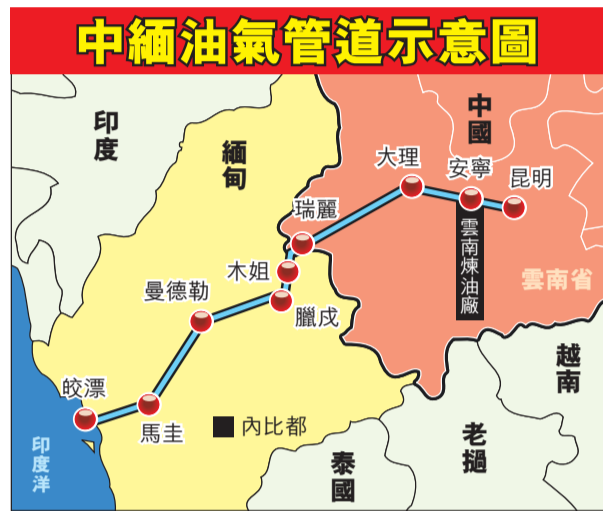 中緬油氣管道示意圖
印度
緬甸
中國
大理
安寧
昆明
瑞麗
雲南煉油廠
木姐
雲南省
曼德勒
臘戍
越南
皎漂
馬圭
內比都
印度洋
泰國
老撾